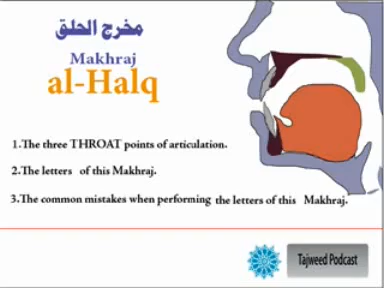 مخرج الحلق
Makhraj
al-Halq
1.The three THROAT points of articulation.
2.The letters of this Makhraj.
3.The common mistakes when performing the letters of this Makhraj.
Tajweed Podcast